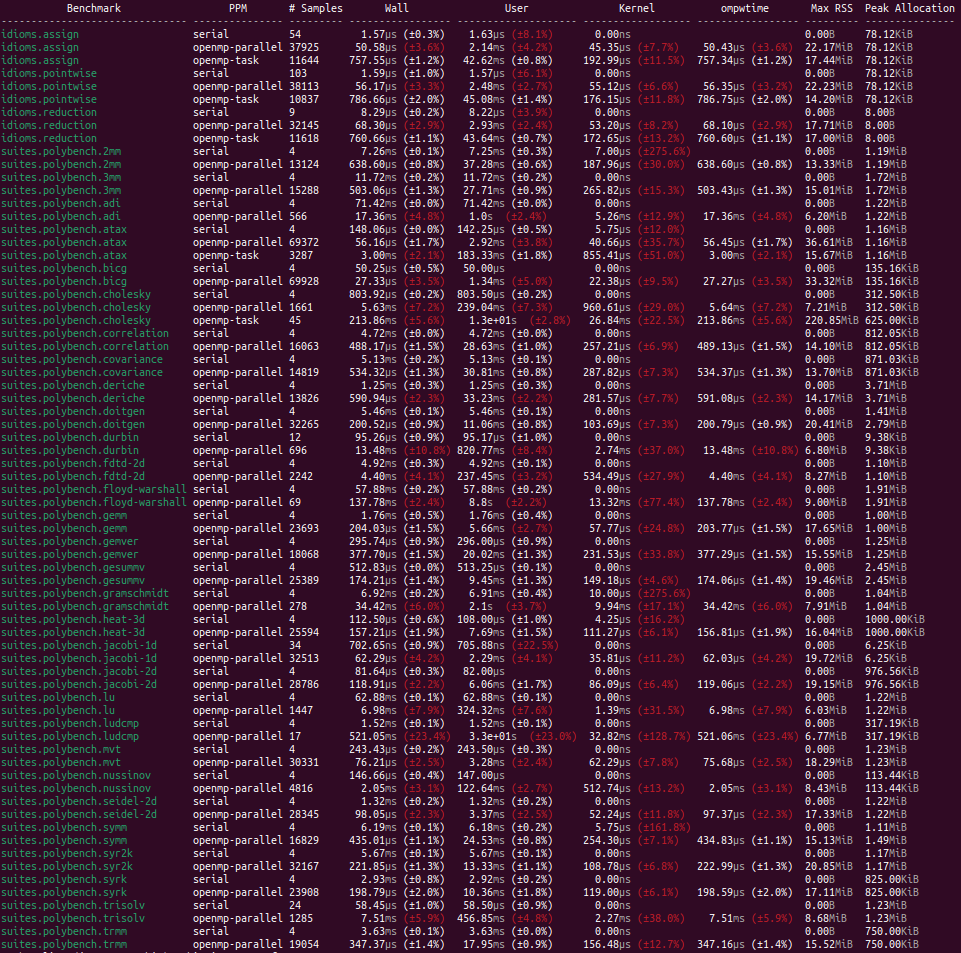 Benchmark PPM # Samples Wall User Kernel ompwtime Max RSS Peak Allocation
idioms.assign serial 54 1.57µs (±0.3%) 1.63µs (±8.1%) 0.00ns 0.00B 78.12KiB
idioms.assign openmp-parallel 37925 50.58µs (±3.6%) 2.14ms (±4.2%) 45.35µs (±7.7%) 50.43µs (±3.6%) 22.17MiB 78.12KiB
idioms.assign openmp-task 11644 757.55µs (±1.2%) 42.62ms (±0.8%) 192.99µs (±11.5%) 757.34µs (±1.2%) 17.44MiB 78.12KiB
idioms.pointwise serial 103 1.59µs (±1.0%) 1.57µs (±6.1%) 0.00ns 0.00B 78.12KiB
idioms.pointwise openmp-parallel 38113 56.17µs (±3.3%) 2.48ms (±2.7%) 55.12µs (±6.6%) 56.35µs (±3.2%) 22.23MiB 78.12KiB
idioms.pointwise openmp-task 10837 786.66µs (±2.0%) 45.08ms (±1.4%) 176.15µs (±11.8%) 786.75µs (±2.0%) 14.20MiB 78.12KiB
idioms.reduction serial 9 8.29µs (±0.2%) 8.22µs (±3.9%) 0.00ns 0.00B 8.00B
idioms.reduction openmp-parallel 32145 68.30µs (±2.9%) 2.93ms (±2.4%) 53.20µs (±8.2%) 68.10µs (±2.9%) 17.71MiB 8.00B
idioms.reduction openmp-task 11618 760.66µs (±1.1%) 43.64ms (±0.7%) 172.63µs (±13.2%) 760.60µs (±1.1%) 17.00MiB 8.00B
suites.polybench.2mm serial 4 7.26ms (±0.1%) 7.25ms (±0.3%) 7.00µs (±275.6%) 0.00B 1.19MiB
suites.polybench.2mm openmp-parallel 13124 638.60µs (±0.8%) 37.28ms (±0.6%) 187.96µs (±30.0%) 638.60µs (±0.8%) 13.33MiB 1.19MiB
suites.polybench.3mm serial 4 11.72ms (±0.2%) 11.72ms (±0.2%) 0.00ns 0.00B 1.72MiB
suites.polybench.3mm openmp-parallel 15288 503.06µs (±1.3%) 27.71ms (±0.9%) 265.82µs (±15.3%) 503.43µs (±1.3%) 15.01MiB 1.72MiB
suites.polybench.adi serial 4 71.42ms (±0.0%) 71.42ms (±0.0%) 0.00ns 0.00B 1.22MiB
suites.polybench.adi openmp-parallel 566 17.36ms (±4.8%) 1.0s (±2.4%) 5.26ms (±12.9%) 17.36ms (±4.8%) 6.20MiB 1.22MiB
suites.polybench.atax serial 4 148.06µs (±0.0%) 142.25µs (±0.5%) 5.75µs (±12.0%) 0.00B 1.16MiB
suites.polybench.atax openmp-parallel 69372 56.16µs (±1.7%) 2.92ms (±3.8%) 40.66µs (±35.7%) 56.45µs (±1.7%) 36.61MiB 1.16MiB
suites.polybench.atax openmp-task 3287 3.00ms (±2.1%) 183.33ms (±1.8%) 855.41µs (±51.0%) 3.00ms (±2.1%) 15.67MiB 1.16MiB
suites.polybench.bicg serial 4 50.25µs (±0.5%) 50.00µs 0.00ns 0.00B 135.16KiB
suites.polybench.bicg openmp-parallel 69928 27.33µs (±3.5%) 1.34ms (±5.0%) 22.38µs (±9.5%) 27.27µs (±3.5%) 33.32MiB 135.16KiB
suites.polybench.cholesky serial 4 803.92µs (±0.2%) 803.50µs (±0.2%) 0.00ns 0.00B 312.50KiB
suites.polybench.cholesky openmp-parallel 1661 5.63ms (±7.2%) 239.04ms (±7.3%) 960.61µs (±29.0%) 5.64ms (±7.2%) 7.21MiB 312.50KiB
suites.polybench.cholesky openmp-task 45 213.86ms (±5.6%) 1.3e+01s (±2.8%) 26.84ms (±22.5%) 213.86ms (±5.6%) 220.85MiB 625.00KiB
suites.polybench.correlation serial 4 4.72ms (±0.0%) 4.72ms (±0.0%) 0.00ns 0.00B 812.05KiB
suites.polybench.correlation openmp-parallel 16063 488.17µs (±1.5%) 28.63ms (±1.0%) 257.21µs (±6.9%) 489.13µs (±1.5%) 14.10MiB 812.05KiB
suites.polybench.covariance serial 4 5.13ms (±0.2%) 5.13ms (±0.1%) 0.00ns 0.00B 871.03KiB
suites.polybench.covariance openmp-parallel 14819 534.32µs (±1.3%) 30.81ms (±0.8%) 287.82µs (±7.3%) 534.37µs (±1.3%) 13.70MiB 871.03KiB
suites.polybench.deriche serial 4 1.25ms (±0.3%) 1.25ms (±0.3%) 0.00ns 0.00B 3.71MiB
suites.polybench.deriche openmp-parallel 13826 590.94µs (±2.3%) 33.23ms (±2.2%) 281.57µs (±7.7%) 591.08µs (±2.3%) 14.17MiB 3.71MiB
suites.polybench.doitgen serial 4 5.46ms (±0.1%) 5.46ms (±0.1%) 0.00ns 0.00B 1.41MiB
suites.polybench.doitgen openmp-parallel 32265 200.52µs (±0.9%) 11.06ms (±0.8%) 103.69µs (±7.3%) 200.79µs (±0.9%) 20.41MiB 2.79MiB
suites.polybench.durbin serial 12 95.26µs (±0.9%) 95.17µs (±1.0%) 0.00ns 0.00B 9.38KiB
suites.polybench.durbin openmp-parallel 696 13.48ms (±10.8%) 820.77ms (±8.4%) 2.74ms (±37.0%) 13.48ms (±10.8%) 6.80MiB 9.38KiB
suites.polybench.fdtd-2d serial 4 4.92ms (±0.3%) 4.92ms (±0.1%) 0.00ns 0.00B 1.10MiB
suites.polybench.fdtd-2d openmp-parallel 2242 4.40ms (±4.1%) 237.45ms (±3.2%) 534.49µs (±27.9%) 4.40ms (±4.1%) 8.27MiB 1.10MiB
suites.polybench.floyd-warshall serial 4 57.88ms (±0.2%) 57.88ms (±0.2%) 0.00ns 0.00B 1.91MiB
suites.polybench.floyd-warshall openmp-parallel 69 137.78ms (±2.4%) 8.8s (±2.2%) 13.32ms (±77.4%) 137.78ms (±2.4%) 9.00MiB 1.91MiB
suites.polybench.gemm serial 4 1.76ms (±0.5%) 1.76ms (±0.4%) 0.00ns 0.00B 1.00MiB
suites.polybench.gemm openmp-parallel 23693 204.03µs (±1.5%) 5.66ms (±2.7%) 57.77µs (±24.8%) 203.77µs (±1.5%) 17.65MiB 1.00MiB
suites.polybench.gemver serial 4 295.74µs (±0.9%) 296.00µs (±0.9%) 0.00ns 0.00B 1.25MiB
suites.polybench.gemver openmp-parallel 18068 377.70µs (±1.5%) 20.02ms (±1.3%) 231.53µs (±33.8%) 377.29µs (±1.5%) 15.55MiB 1.25MiB
suites.polybench.gesummv serial 4 512.83µs (±0.0%) 513.25µs (±0.1%) 0.00ns 0.00B 2.45MiB
suites.polybench.gesummv openmp-parallel 25389 174.21µs (±1.4%) 9.45ms (±1.3%) 149.18µs (±4.6%) 174.06µs (±1.4%) 19.46MiB 2.45MiB
suites.polybench.gramschmidt serial 4 6.92ms (±0.2%) 6.91ms (±0.4%) 10.00µs (±275.6%) 0.00B 1.04MiB
suites.polybench.gramschmidt openmp-parallel 278 34.42ms (±6.0%) 2.1s (±3.7%) 9.94ms (±17.1%) 34.42ms (±6.0%) 7.91MiB 1.04MiB
suites.polybench.heat-3d serial 4 112.50µs (±0.6%) 108.00µs (±1.0%) 4.25µs (±16.2%) 0.00B 1000.00KiB
suites.polybench.heat-3d openmp-parallel 25594 157.21µs (±1.9%) 7.69ms (±1.5%) 111.27µs (±6.1%) 156.81µs (±1.9%) 16.04MiB 1000.00KiB
suites.polybench.jacobi-1d serial 34 702.65ns (±0.9%) 705.88ns (±22.5%) 0.00ns 0.00B 6.25KiB
suites.polybench.jacobi-1d openmp-parallel 32513 62.29µs (±4.2%) 2.29ms (±4.1%) 35.81µs (±11.2%) 62.03µs (±4.2%) 19.72MiB 6.25KiB
suites.polybench.jacobi-2d serial 4 81.64µs (±0.3%) 82.00µs 0.00ns 0.00B 976.56KiB
suites.polybench.jacobi-2d openmp-parallel 28786 118.91µs (±2.2%) 6.06ms (±1.7%) 86.09µs (±6.4%) 119.06µs (±2.2%) 19.15MiB 976.56KiB
suites.polybench.lu serial 4 62.88ms (±0.1%) 62.88ms (±0.1%) 0.00ns 0.00B 1.22MiB
suites.polybench.lu openmp-parallel 1447 6.98ms (±7.9%) 324.32ms (±7.6%) 1.39ms (±31.5%) 6.98ms (±7.9%) 6.03MiB 1.22MiB
suites.polybench.ludcmp serial 4 1.52ms (±0.1%) 1.52ms (±0.1%) 0.00ns 0.00B 317.19KiB
suites.polybench.ludcmp openmp-parallel 17 521.05ms (±23.4%) 3.3e+01s (±23.0%) 32.82ms (±128.7%) 521.06ms (±23.4%) 6.77MiB 317.19KiB
suites.polybench.mvt serial 4 243.43µs (±0.2%) 243.50µs (±0.3%) 0.00ns 0.00B 1.23MiB
suites.polybench.mvt openmp-parallel 30331 76.21µs (±2.5%) 3.28ms (±2.4%) 62.29µs (±7.8%) 75.68µs (±2.5%) 18.29MiB 1.23MiB
suites.polybench.nussinov serial 4 146.66µs (±0.4%) 147.00µs 0.00ns 0.00B 113.44KiB
suites.polybench.nussinov openmp-parallel 4816 2.05ms (±3.1%) 122.64ms (±2.7%) 512.74µs (±13.2%) 2.05ms (±3.1%) 8.43MiB 113.44KiB
suites.polybench.seidel-2d serial 4 1.32ms (±0.2%) 1.32ms (±0.2%) 0.00ns 0.00B 1.22MiB
suites.polybench.seidel-2d openmp-parallel 28345 98.05µs (±2.3%) 3.37ms (±2.5%) 52.24µs (±11.8%) 97.37µs (±2.3%) 17.33MiB 1.22MiB
suites.polybench.symm serial 4 6.19ms (±0.1%) 6.18ms (±0.2%) 5.75µs (±161.8%) 0.00B 1.11MiB
suites.polybench.symm openmp-parallel 16829 435.01µs (±1.1%) 24.53ms (±0.8%) 254.30µs (±7.1%) 434.83µs (±1.1%) 15.13MiB 1.49MiB
suites.polybench.syr2k serial 4 5.67ms (±0.1%) 5.67ms (±0.1%) 0.00ns 0.00B 1.17MiB
suites.polybench.syr2k openmp-parallel 32167 221.85µs (±1.3%) 13.33ms (±1.1%) 108.78µs (±6.8%) 222.99µs (±1.3%) 20.85MiB 1.17MiB
suites.polybench.syrk serial 4 2.93ms (±0.8%) 2.92ms (±0.2%) 0.00ns 0.00B 825.00KiB
suites.polybench.syrk openmp-parallel 23908 198.79µs (±2.0%) 10.36ms (±1.8%) 119.00µs (±6.1%) 198.59µs (±2.0%) 17.11MiB 825.00KiB
suites.polybench.trisolv serial 24 58.45µs (±1.0%) 58.50µs (±0.9%) 0.00ns 0.00B 1.23MiB
suites.polybench.trisolv openmp-parallel 1285 7.51ms (±5.9%) 456.85ms (±4.8%) 2.27ms (±38.0%) 7.51ms (±5.9%) 8.68MiB 1.23MiB
suites.polybench.trmm serial 4 3.63ms (±0.1%) 3.63ms (±0.0%) 0.00ns 0.00B 750.00KiB
suites.polybench.trmm openmp-parallel 19054 347.37µs (±1.4%) 17.95ms (±0.9%) 156.48µs (±12.7%) 347.16µs (±1.4%) 15.52MiB 750.00KiB